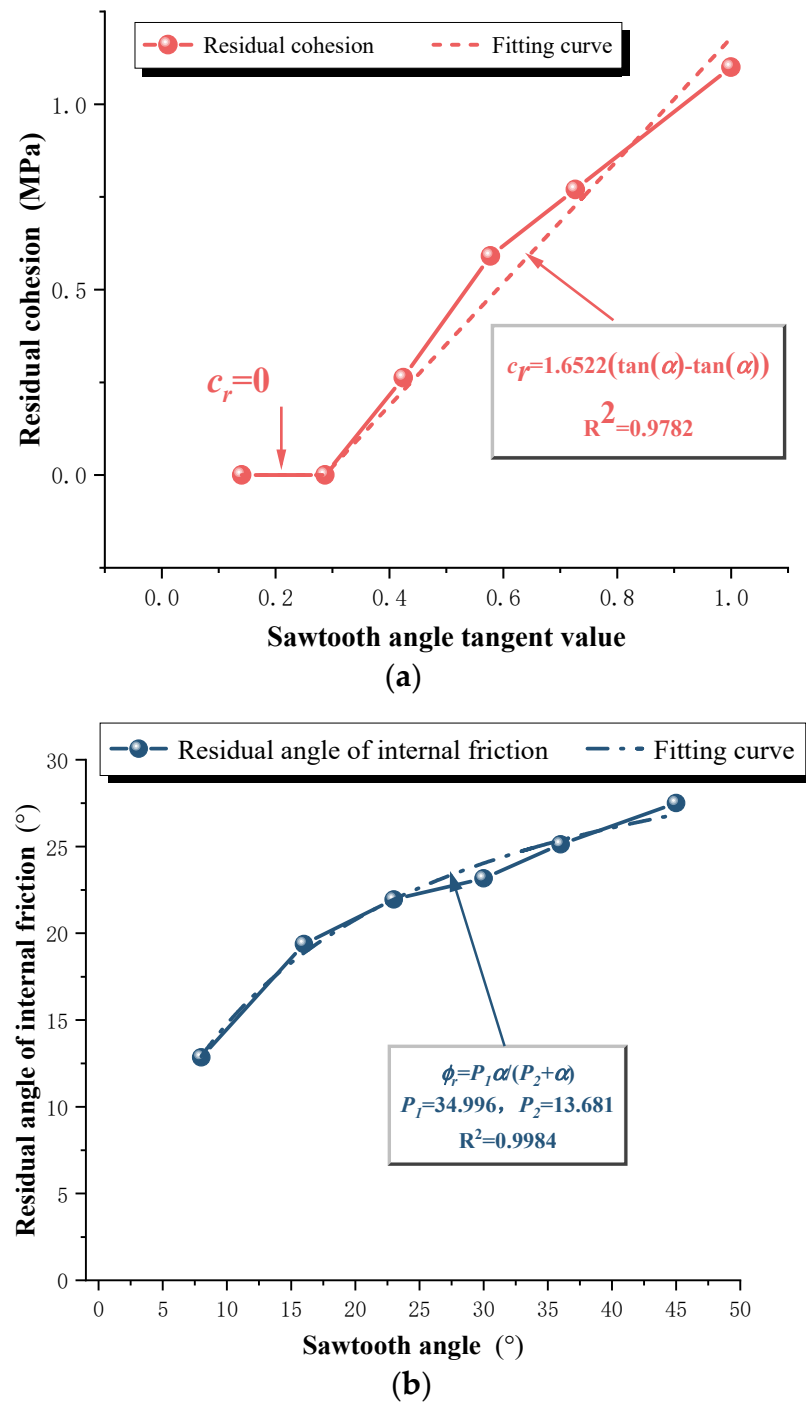 Residual cohesion Fitting curve
1.0
0.5
0.0
Residual cohesion (MPa)
cr=0
cr=1.6522(tan(α)-tan(α))
R2=0.9782
0.0 0.2 0.4 0.6 0.8 1.0
Sawtooth angle tangent value
(a)
Residual angle of internal friction Fitting curve
30
25
20
15
10
5
0
Residual angle of internal friction (°)
ϕr=P1α/(P2+α)
P1=34.996，P2=13.681
R2=0.9984
0 5 10 15 20 25 30 35 40 45 50
Sawtooth angle (°)
(b)